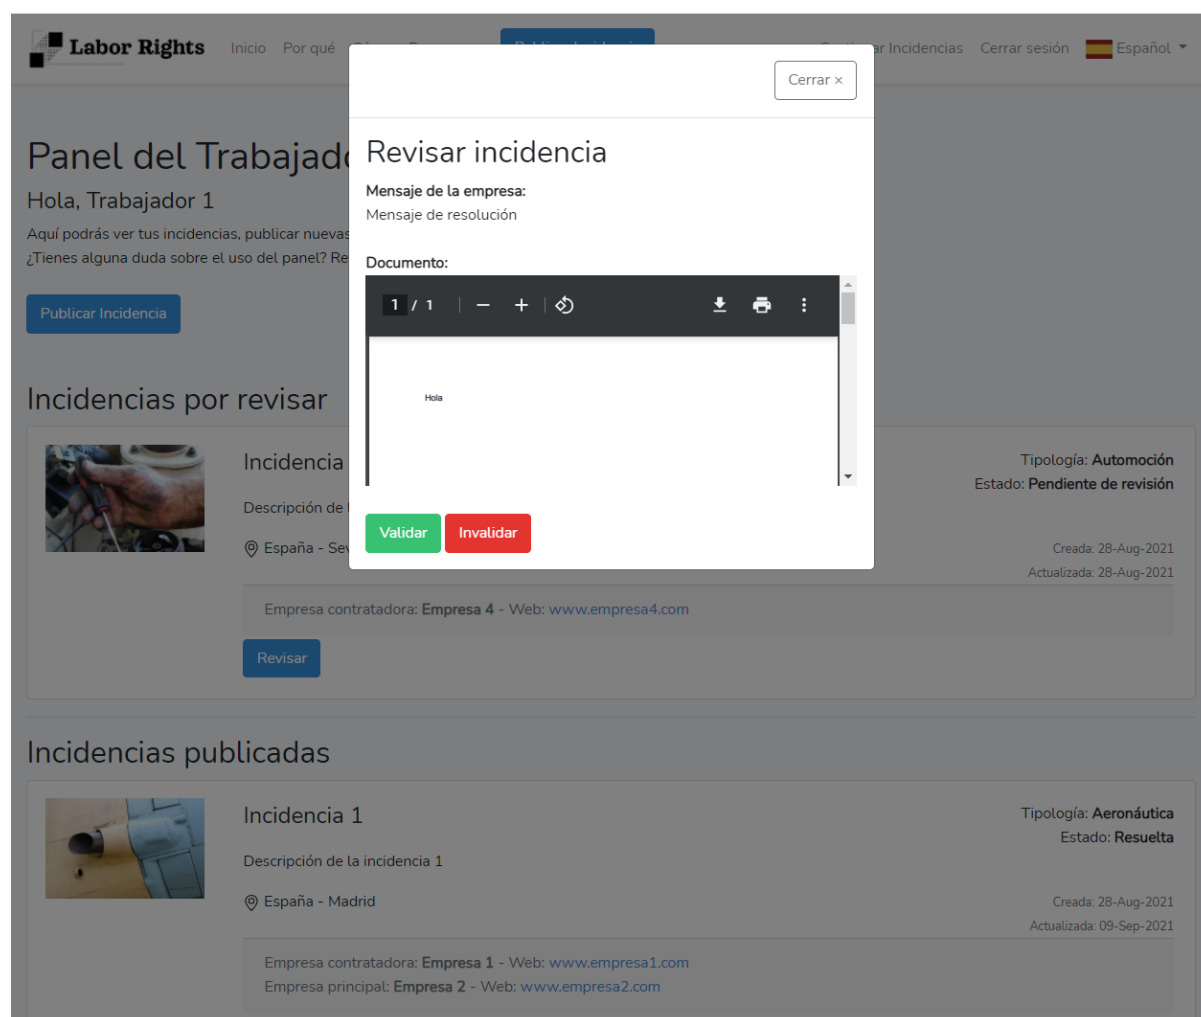 Labor Rights Inicio Por qué ar Incidencias Cerrar sesión Español
Cerrar ×
Panel del Trabajado
Hola, Trabajador 1
Aquí podrás ver tus incidencias, publicar nuevas
¿Tienes alguna duda sobre el uso del panel? Re
Publicar Incidencia
Revisar incidencia
Mensaje de la empresa:
Mensaje de resolución
Documento:
1 / 1
Hola
Validar Invalidar
Incidencias por revisar
Incidencia
Descripción de
España - Sev
Tipología: Automoción
Estado: Pendiente de revisión
Creada: 28-Aug-2021
Actualizada: 28-Aug-2021
Empresa contratadora: Empresa 4 - Web: www.empresa4.com
Revisar
Incidencias publicadas
Incidencia 1
Descripción de la incidencia 1
España - Madrid
Tipología: Aeronáutica
Estado: Resuelta
Creada: 28-Aug-2021
Actualizada: 09-Sep-2021
Empresa contratadora: Empresa 1 - Web: www.empresa1.com
Empresa principal: Empresa 2 - Web: www.empresa2.com